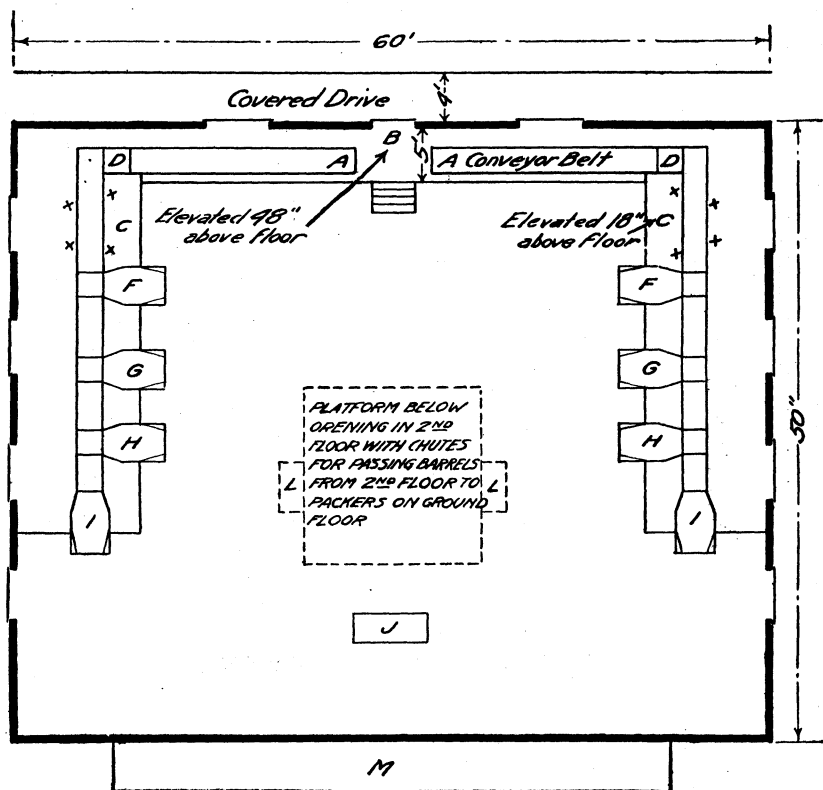 60'
Covered Drive
4'
B
5'
D
A
A Conveyor Belt
D
Elevated 48"
above floor
Elevated 18"
above Floor
C
C
x
x
x
x
x
x
x
x
F
F
G
G
H
H
I
I
50"
PLATFORM BELOW
OPENING IN 2ND
FLOOR WITH CHUTES
FOR PASSING BARRELS
FROM 2ND FLOOR TO
PACKERS ON GROUND
FLOOR
L
L
J
M